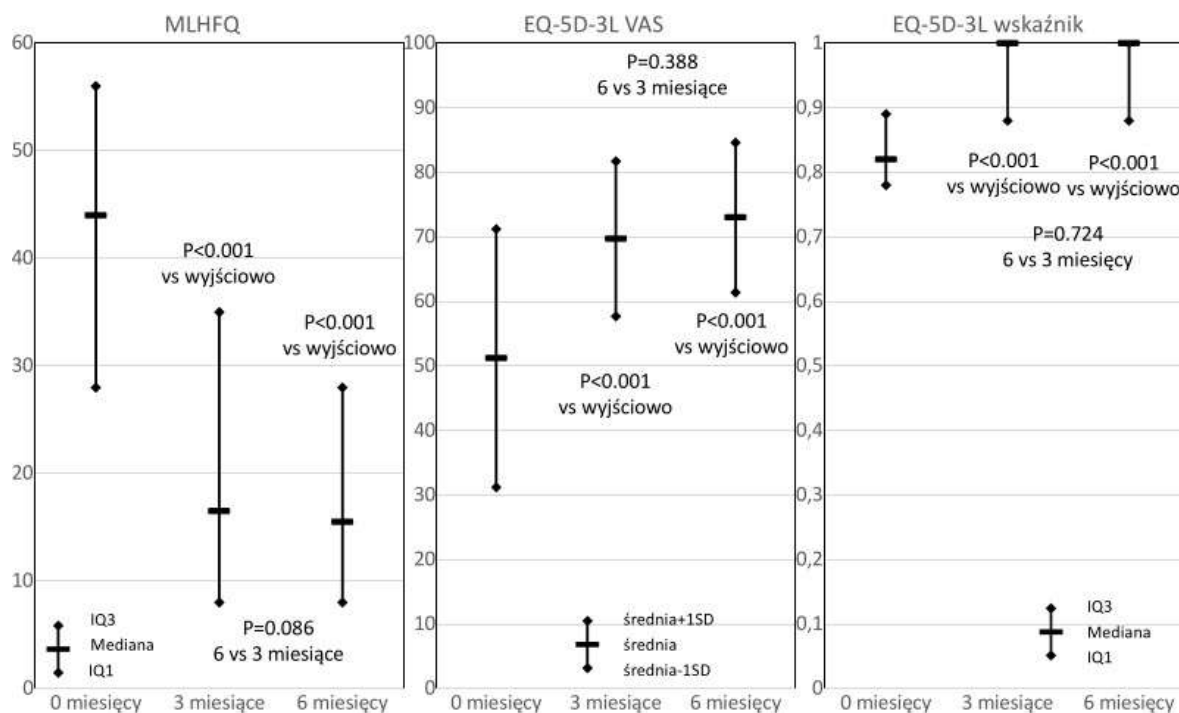 MLHFQ
60
50
40
30
20
10
0
P<0.001
vs wyjściowo
P<0.001
vs wyjściowo
P=0.086
6 vs 3 miesiące
IQ3
Mediana
IQ1
0 miesięcy
3 miesiące
6 miesięcy
EQ-5D-3L VAS
100
90
80
70
60
50
40
30
20
10
0
P=0.388
6 vs 3 miesiące
P<0.001
vs wyjściowo
P<0.001
vs wyjściowo
średnia+1SD
średnia
średnia-1SD
0 miesięcy
3 miesiące
6 miesięcy
EQ-5D-3L wskaźnik
1
0,9
0,8
0,7
0,6
0,5
0,4
0,3
0,2
0,1
0
P<0.001
vs wyjściowo
P<0.001
vs wyjściowo
P=0.724
6 vs 3 miesięcy
IQ3
Mediana
IQ1
0 miesięcy
3 miesiące
6 miesięcy